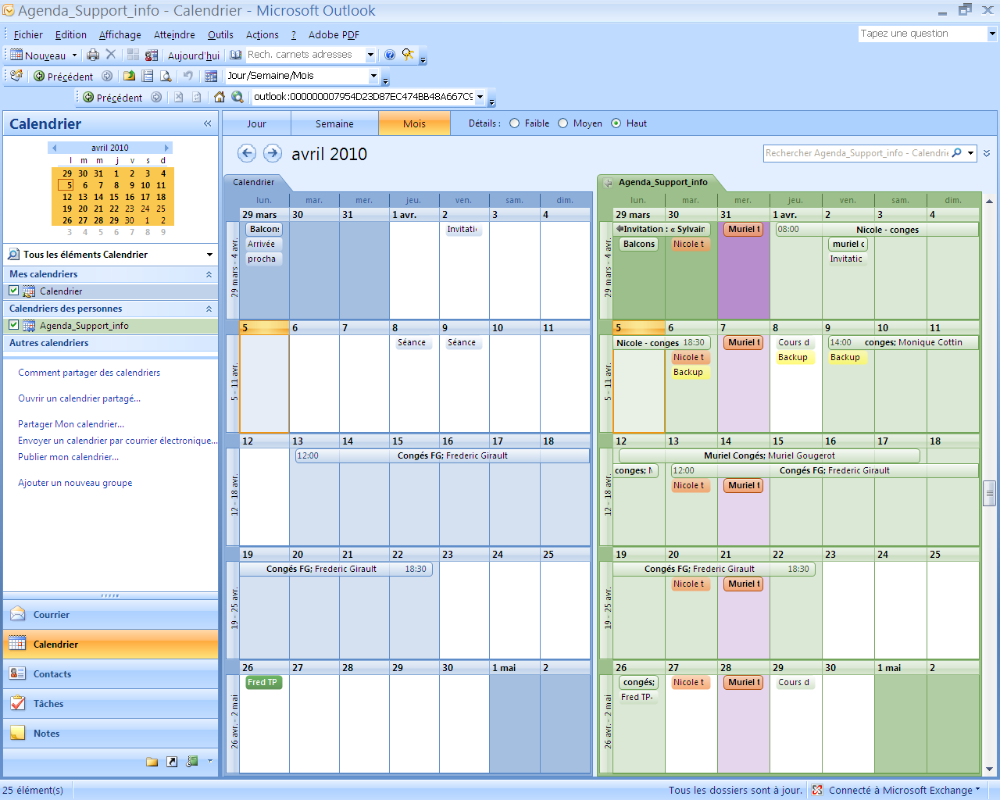 Agenda_Support_info - Calendrier - Microsoft Outlook
Fichier Edition Affichage Atteindre Outils Actions ? Adobe PDF
Tapez une question
Nouveau Aujourd'hui Rech. carnets adresses
Précédent Jour/Semaine/Mois
Précédent outlook:000000007954D23D87EC474BB48A667C9
Calendrier «
avril 2010
l m m j v s d
29 30 31 1 2 3 4
5 6 7 8 9 10 11
12 13 14 15 16 17 18
19 20 21 22 23 24 25
26 27 28 29 30 1 2
3 4 5 6 7 8 9
Tous les éléments Calendrier
Mes calendriers
Calendrier
Calendriers des personnes
Agenda_Support_info
Autres calendriers
Comment partager des calendriers
Ouvrir un calendrier partagé...
Partager Mon calendrier...
Envoyer un calendrier par courrier électronique...
Publier mon calendrier...
Ajouter un nouveau groupe
Courrier
Calendrier
Contacts
Tâches
Notes
Jour Semaine Mois Détails : Faible Moyen Haut
avril 2010
Rechercher Agenda_Support_info - Calendrie
Calendrier
lun. mar. mer. jeu. ven. sam. dim.
29 mars - 4 avr.
29 mars 30 31 1 avr. 2 3 4
Balcons Invitatio
Arrivée
procha
5 - 11 avr.
5 6 7 8 9 10 11
Séance Séance
12 - 18 avr.
12 13 14 15 16 17 18
12:00 Congés FG; Frederic Girault
19 - 25 avr.
19 20 21 22 23 24 25
Congés FG; Frederic Girault 18:30
26 avr. - 2 mai
26 27 28 29 30 1 mai 2
Fred TP
Agenda_Support_info
lun. mar. mer. jeu. ven. sam. dim.
29 mars - 4 avr.
29 mars 30 31 1 avr. 2 3 4
Invitation : « Sylvain Muriel t 08:00 Nicole - conges
Balcons Nicole t muriel c
Invitatic
5 - 11 avr.
5 6 7 8 9 10 11
Nicole - conges 18:30 Muriel t Cours d 14:00 conges; Monique Cottin
Nicole t Backup Backup
Backup
12 - 18 avr.
12 13 14 15 16 17 18
Muriel Congés; Muriel Gougerot
conges; M 12:00 Congés FG; Frederic Girault
Nicole t Muriel t
19 - 25 avr.
19 20 21 22 23 24 25
Congés FG; Frederic Girault 18:30
Nicole t Muriel t
26 avr. - 2 mai
26 27 28 29 30 1 mai 2
congés; Nicole t Muriel t Cours d
Fred TP-
25 élément(s)
Tous les dossiers sont à jour. Connecté à Microsoft Exchange